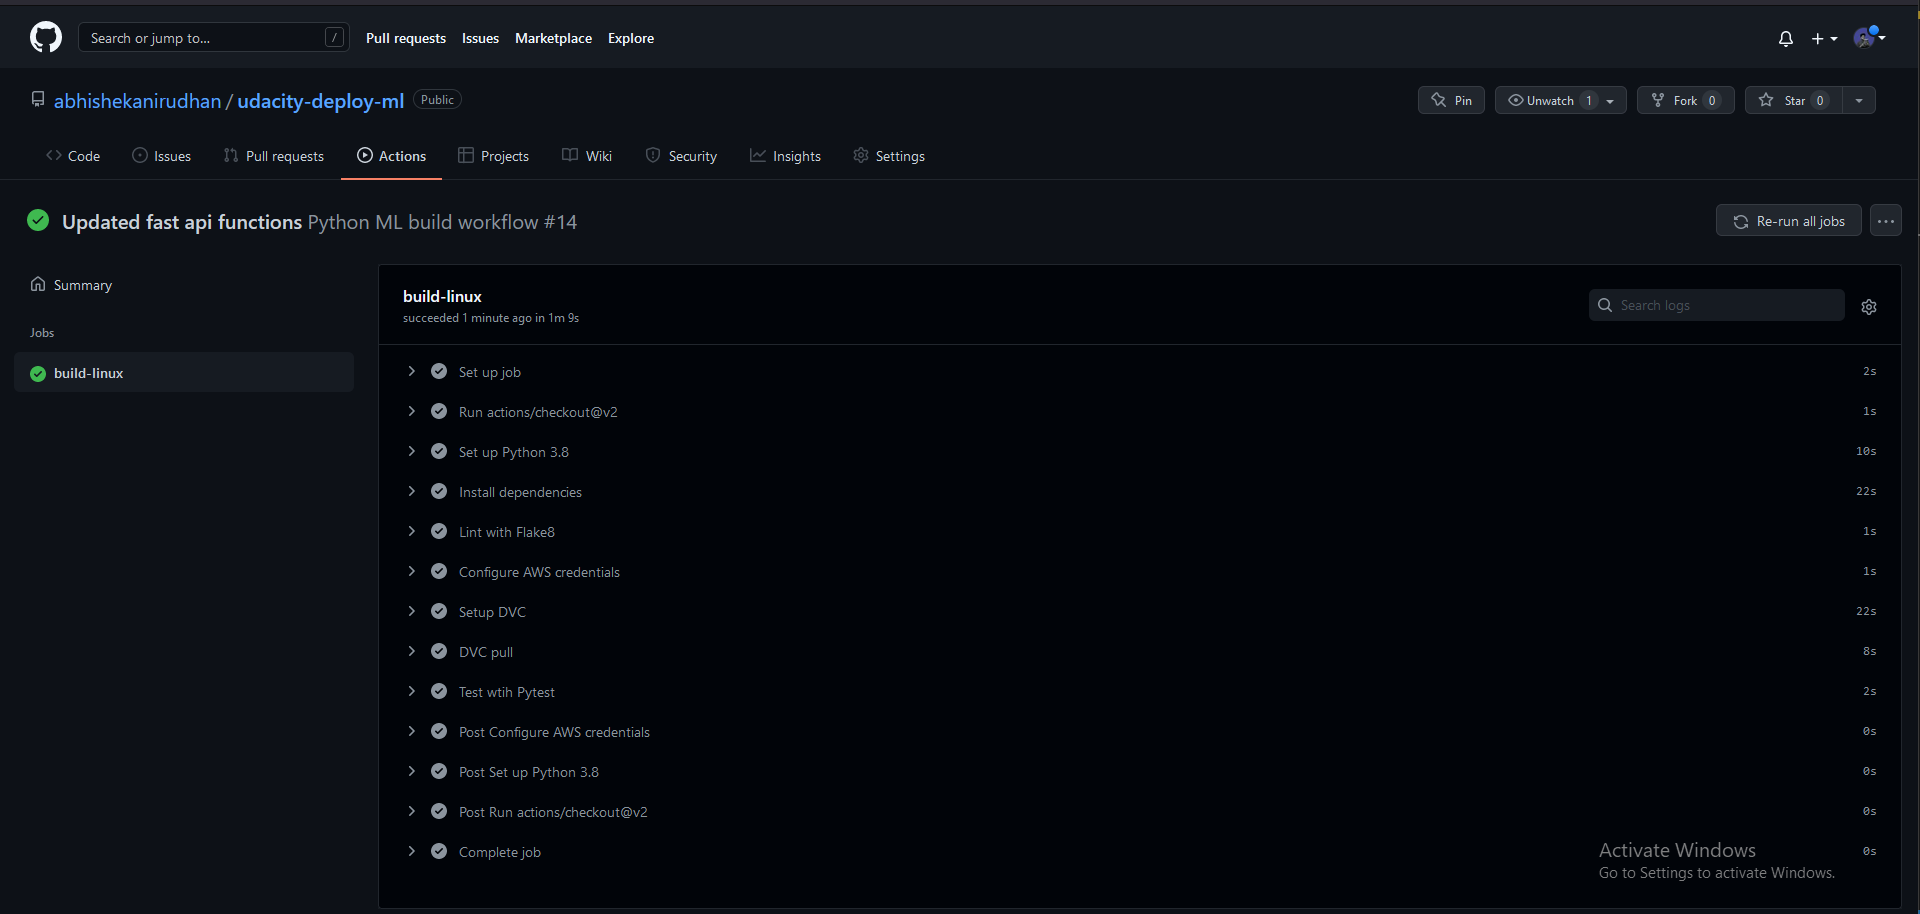 Search or jump to... /
Pull requests Issues Marketplace Explore
abhishekanirudhan / udacity-deploy-ml Public
Pin Unwatch 1 Fork 0 Star 0
Code Issues Pull requests Actions Projects Wiki Security Insights Settings
Updated fast api functions Python ML build workflow #14
Re-run all jobs ...
Summary
Jobs
build-linux
build-linux
succeeded 1 minute ago in 1m 9s
Search logs
Set up job 2s
Run actions/checkout@v2 1s
Set up Python 3.8 10s
Install dependencies 22s
Lint with Flake8 1s
Configure AWS credentials 1s
Setup DVC 22s
DVC pull 8s
Test wtih Pytest 2s
Post Configure AWS credentials 0s
Post Set up Python 3.8 0s
Post Run actions/checkout@v2 0s
Complete job 0s
Activate Windows
Go to Settings to activate Windows.